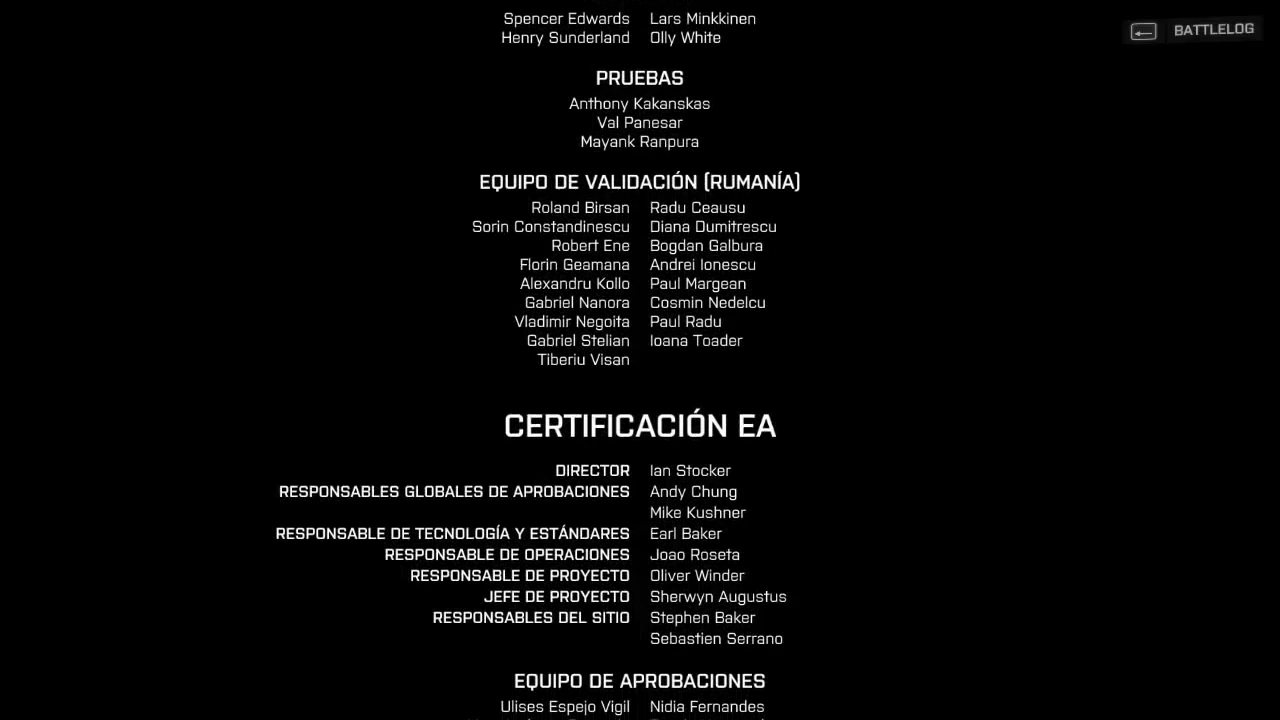 Spencer Edwards Lars Minkkinen
BATTLELOG
Henry Sunderland Olly White
PRUEBAS
Anthony Kakanskas
Val Panesar
Mayank Ranpura
EQUIPO DE VALIDACIÓN (RUMANÍA)
Roland Birsan Radu Ceausu
Sorin Constandinescu Diana Dumitrescu
Robert Ene Bogdan Galbura
Florin Geamana Andrei Ionescu
Alexandru Kollo Paul Margean
Gabriel Nanora Cosmin Nedelcu
Vladimir Negoita Paul Radu
Gabriel Stelian Ioana Toader
Tiberiu Visan
CERTIFICACIÓN EA
DIRECTOR Ian Stocker
RESPONSABLES GLOBALES DE APROBACIONES Andy Chung
Mike Kushner
RESPONSABLE DE TECNOLOGÍA Y ESTÁNDARES Earl Baker
RESPONSABLE DE OPERACIONES Joao Roseta
RESPONSABLE DE PROYECTO Oliver Winder
JEFE DE PROYECTO Sherwyn Augustus
RESPONSABLES DEL SITIO Stephen Baker
Sebastien Serrano
EQUIPO DE APROBACIONES
Ulises Espejo Vigil Nidia Fernandes